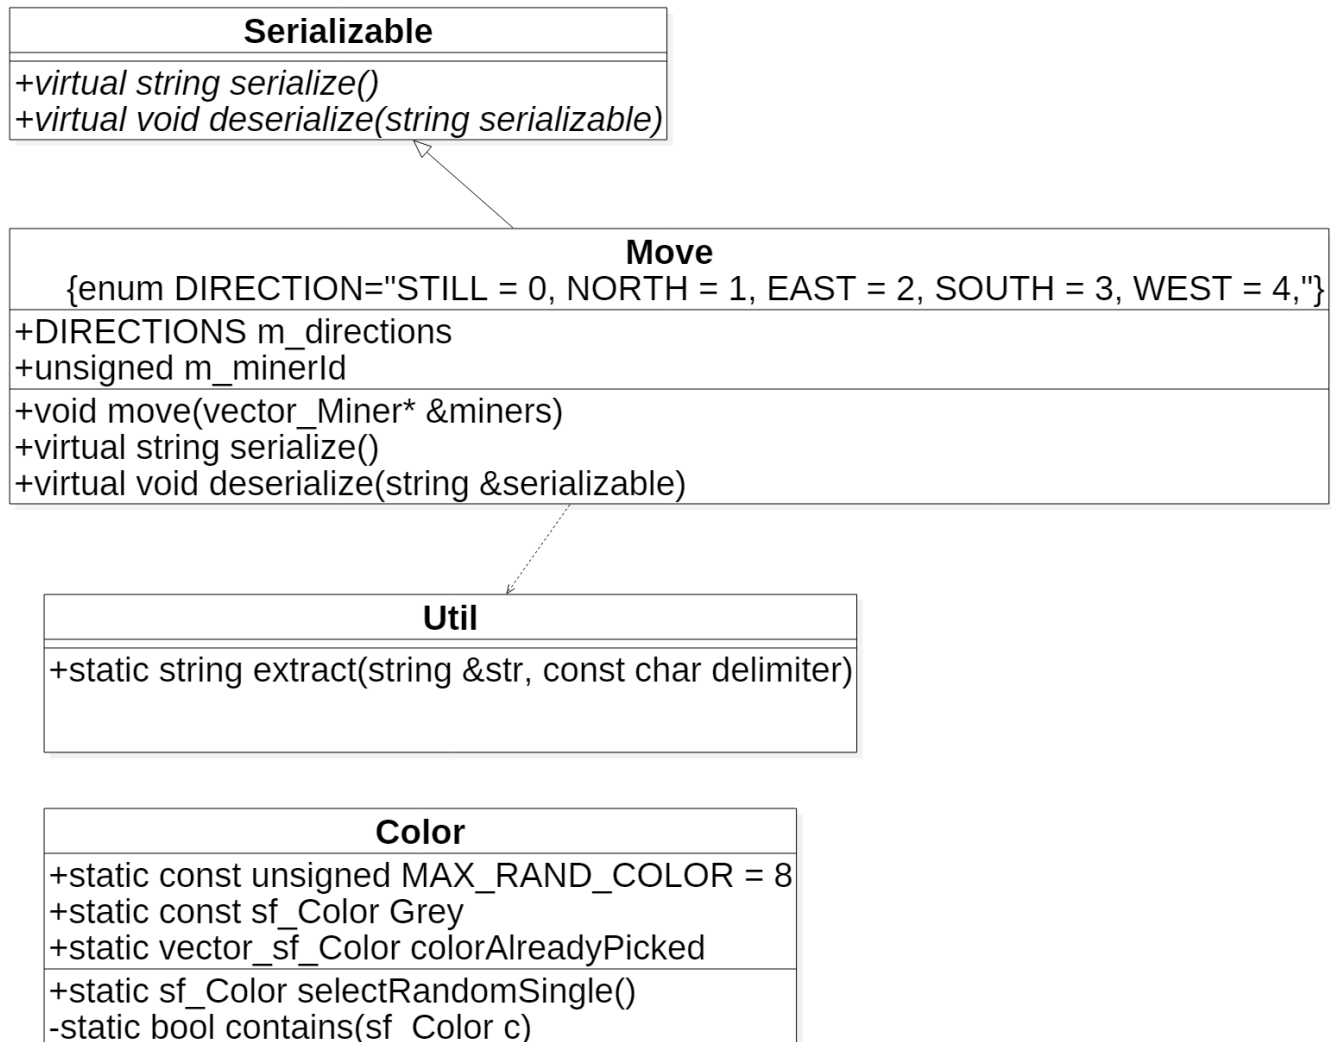 Serializable
+virtual string serialize()
+virtual void deserialize(string serializable)
Move
{enum DIRECTION="STILL = 0, NORTH = 1, EAST = 2, SOUTH = 3, WEST = 4,"}
+DIRECTIONS m_directions
+unsigned m_minerId
+void move(vector_Miner* &miners)
+virtual string serialize()
+virtual void deserialize(string &serializable)
Util
+static string extract(string &str, const char delimiter)
Color
+static const unsigned MAX_RAND_COLOR = 8
+static const sf_Color Grey
+static vector_sf_Color colorAlreadyPicked
+static sf_Color selectRandomSingle()
-static bool contains(sf_Color c)